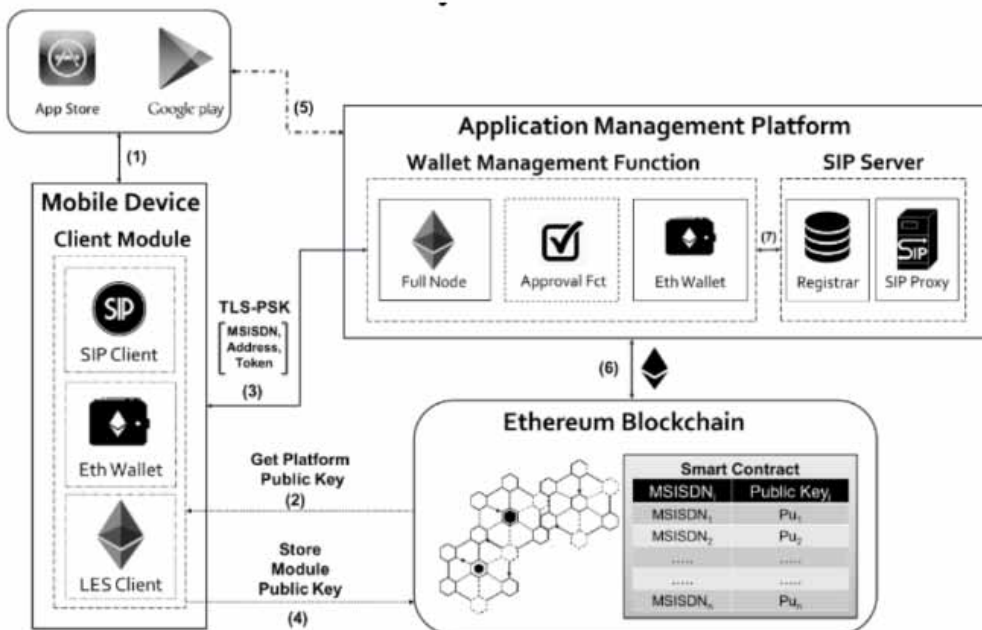 App Store
Google play
(1)
(5)
Application Management Platform
Wallet Management Function
SIP Server
Full Node
Approval Fct
Eth Wallet
(7)
Registrar
SIP
SIP Proxy
Mobile Device
Client Module
SIP
SIP Client
Eth Wallet
LES Client
TLS-PSK
MSISDN,
Address,
Token
(3)
(6)
Get Platform
Public Key
(2)
Store
Module
Public Key
(4)
Ethereum Blockchain
Smart Contract
MSISDNᵢ Public Keyᵢ
MSISDN₁ Pu₁
MSISDN₂ Pu₂
..... .....
..... .....
MSISDNₙ Puₙ